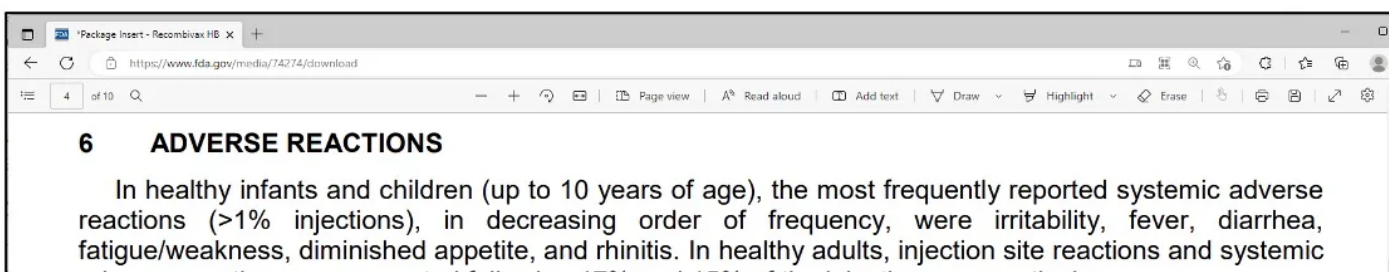 *Package Insert - Recombivax HB
https://www.fda.gov/media/74274/download
4 of 10 Page view Read aloud Add text Draw Highlight Erase
6 ADVERSE REACTIONS
In healthy infants and children (up to 10 years of age), the most frequently reported systemic adverse
reactions (>1% injections), in decreasing order of frequency, were irritability, fever, diarrhea,
fatigue/weakness, diminished appetite, and rhinitis. In healthy adults, injection site reactions and systemic